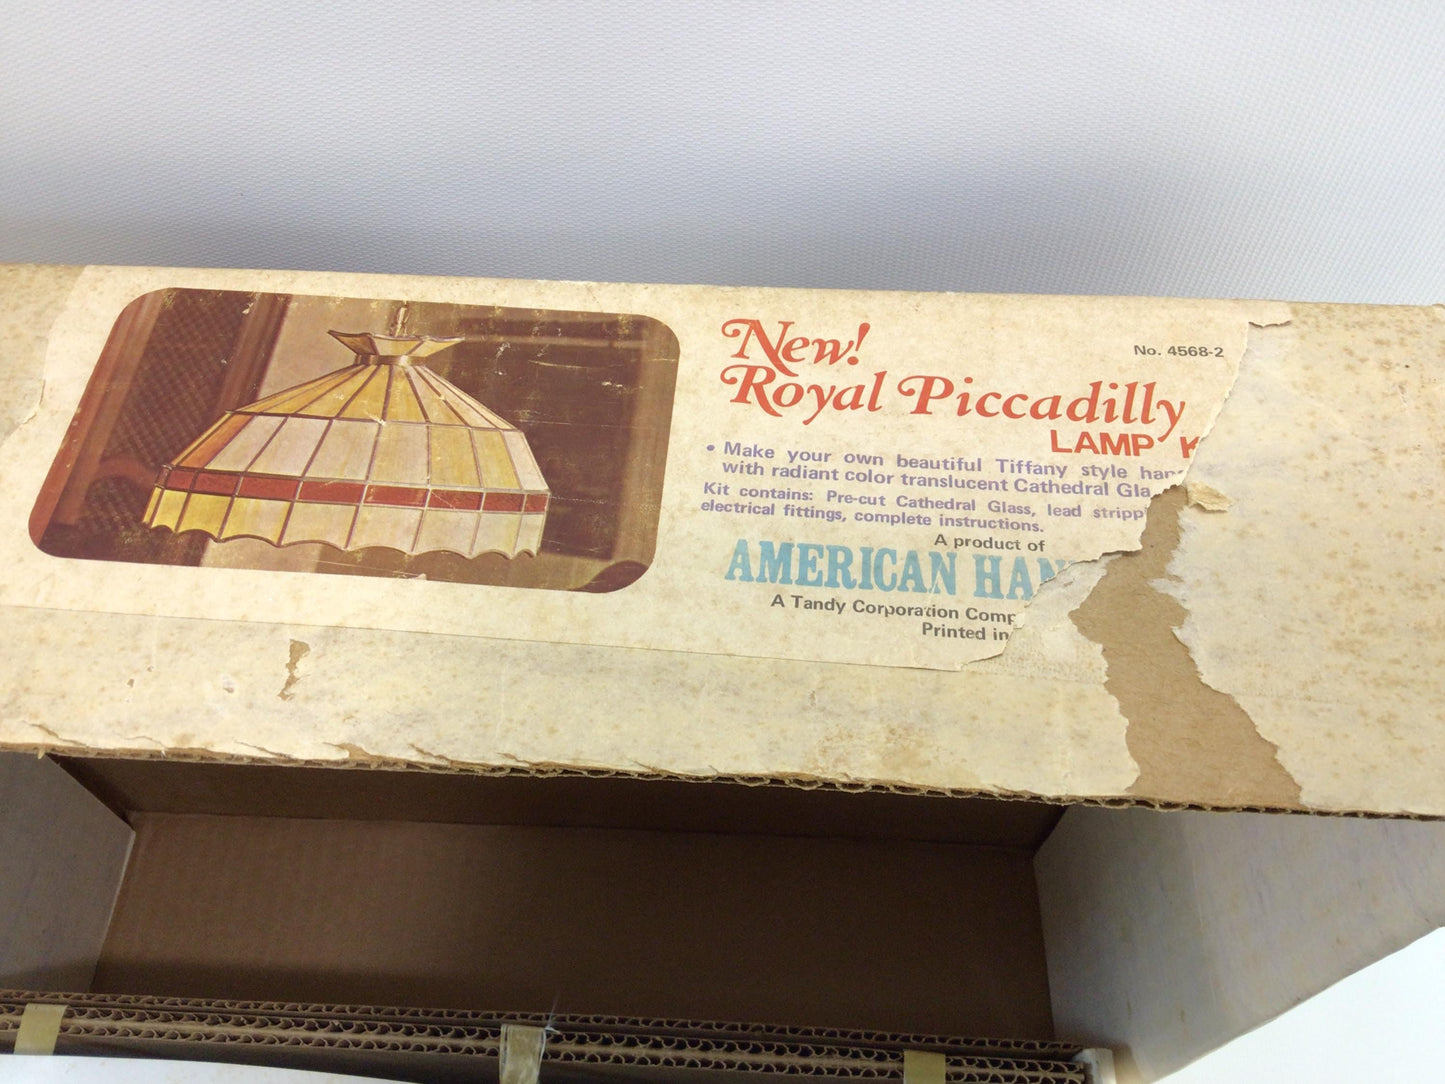 New!
No. 4568-2
Royal Piccadilly
LAMP
• Make your own beautiful Tiffany style
with radiant color translucent Cathedral
Kit contains: Pre-cut Cathedral Glass, lead
electrical fittings, complete instructions.
A product of
AMERICAN
A Tandy Corporation
Printed in